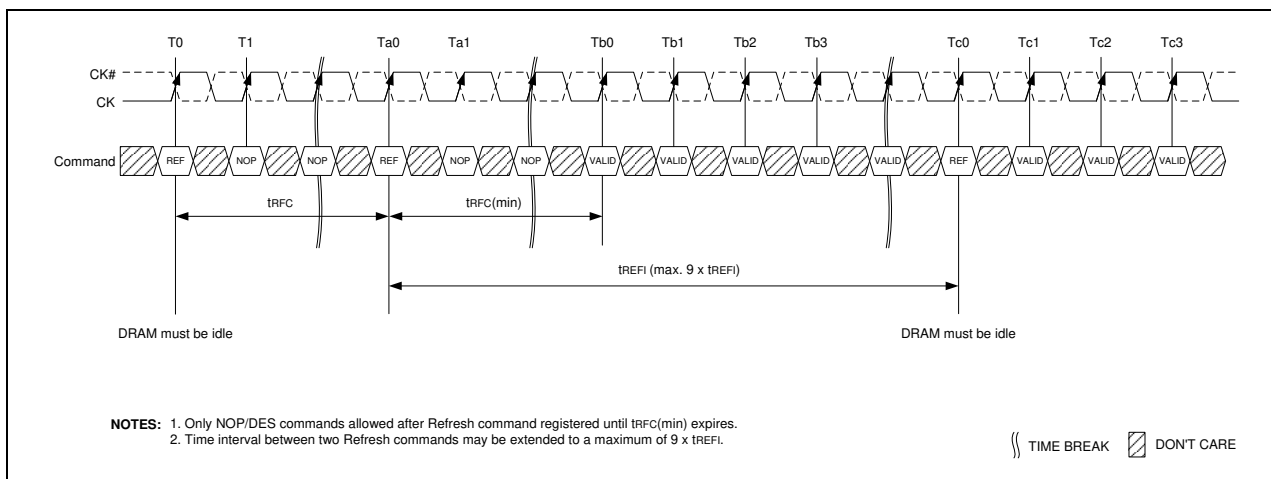 T0 T1 Ta0 Ta1 Tb0 Tb1 Tb2 Tb3 Tc0 Tc1 Tc2 Tc3
CK#
CK
Command REF NOP NOP REF NOP NOP VALID VALID VALID VALID VALID REF VALID VALID VALID
tRFC tRFC(min)
tREFI (max. 9 x tREFI)
DRAM must be idle DRAM must be idle
NOTES: 1. Only NOP/DES commands allowed after Refresh command registered until tRFC(min) expires.
2. Time interval between two Refresh commands may be extended to a maximum of 9 x tREFI.
TIME BREAK DON'T CARE